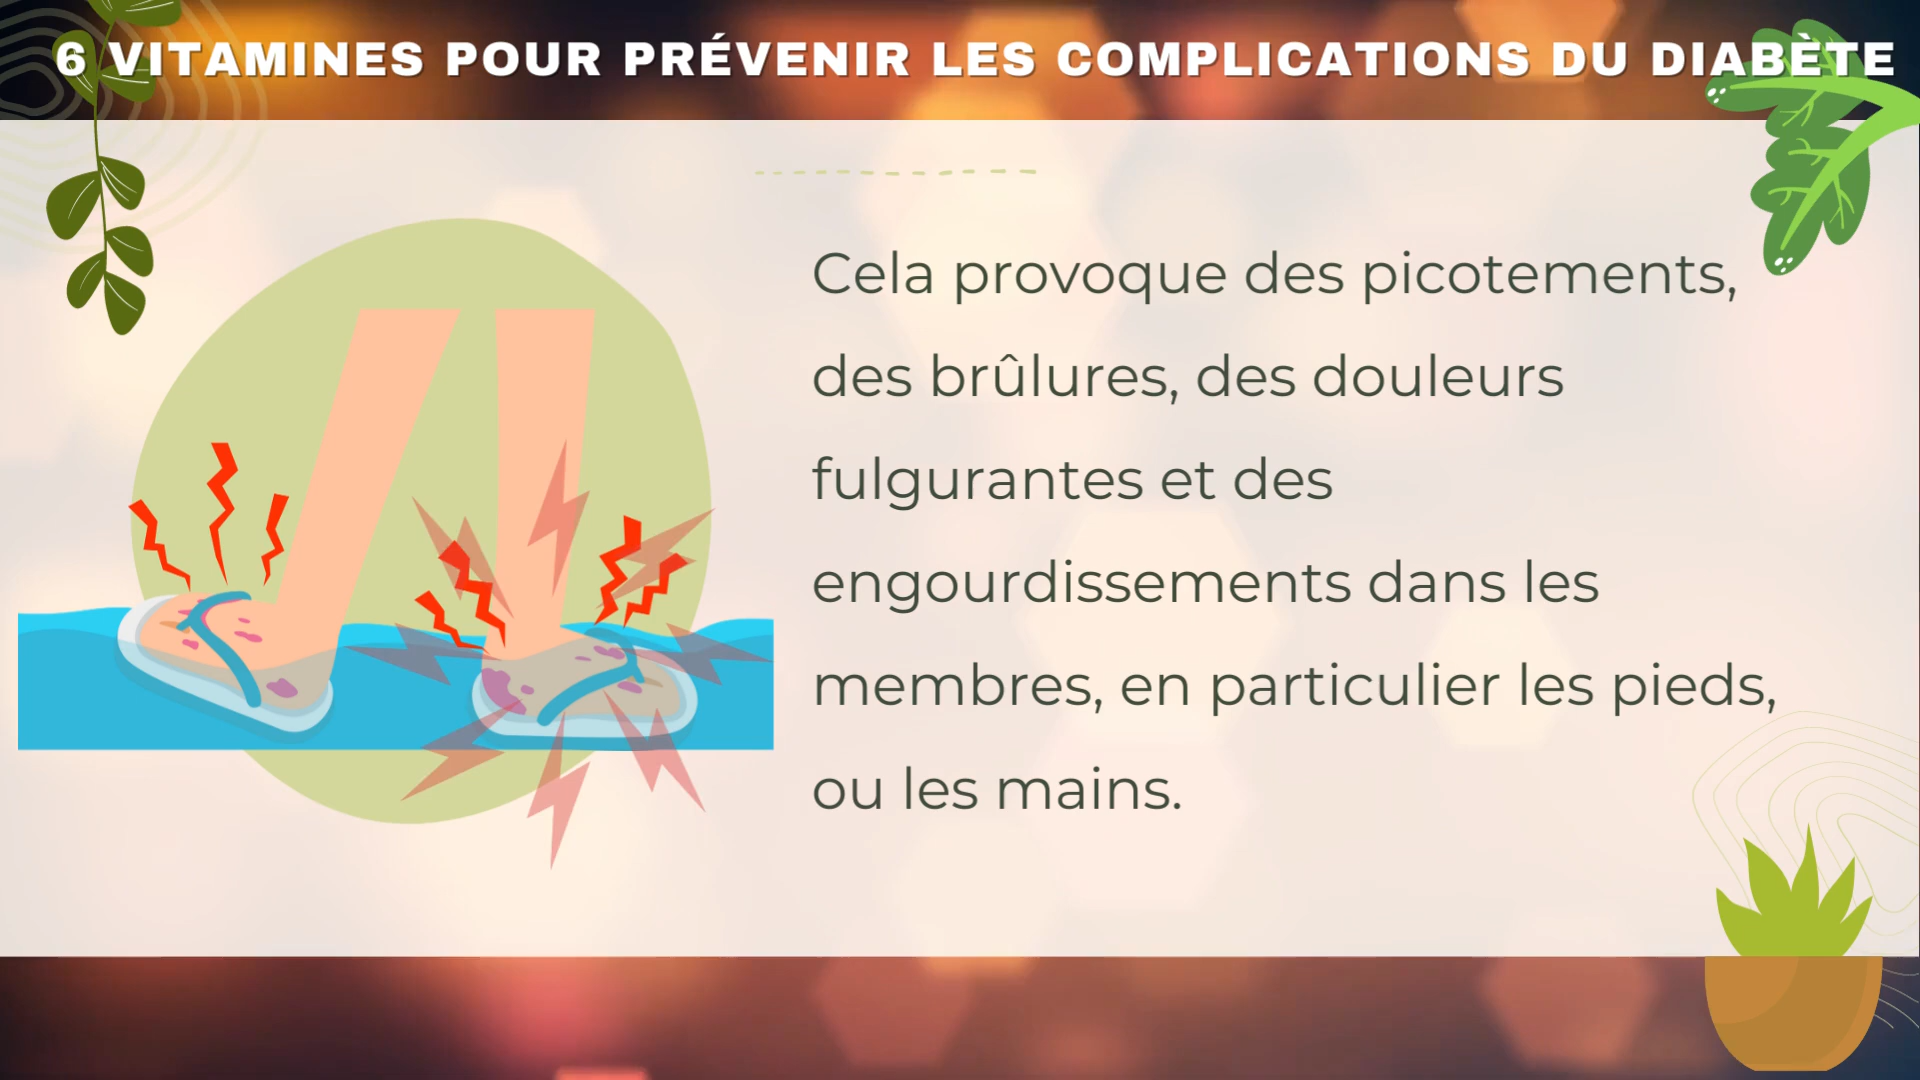 6 VITAMINES POUR PRÉVENIR LES COMPLICATIONS DU DIABÈTE
Cela provoque des picotements,
des brûlures, des douleurs
fulgurantes et des
engourdissements dans les
membres, en particulier les pieds,
ou les mains.